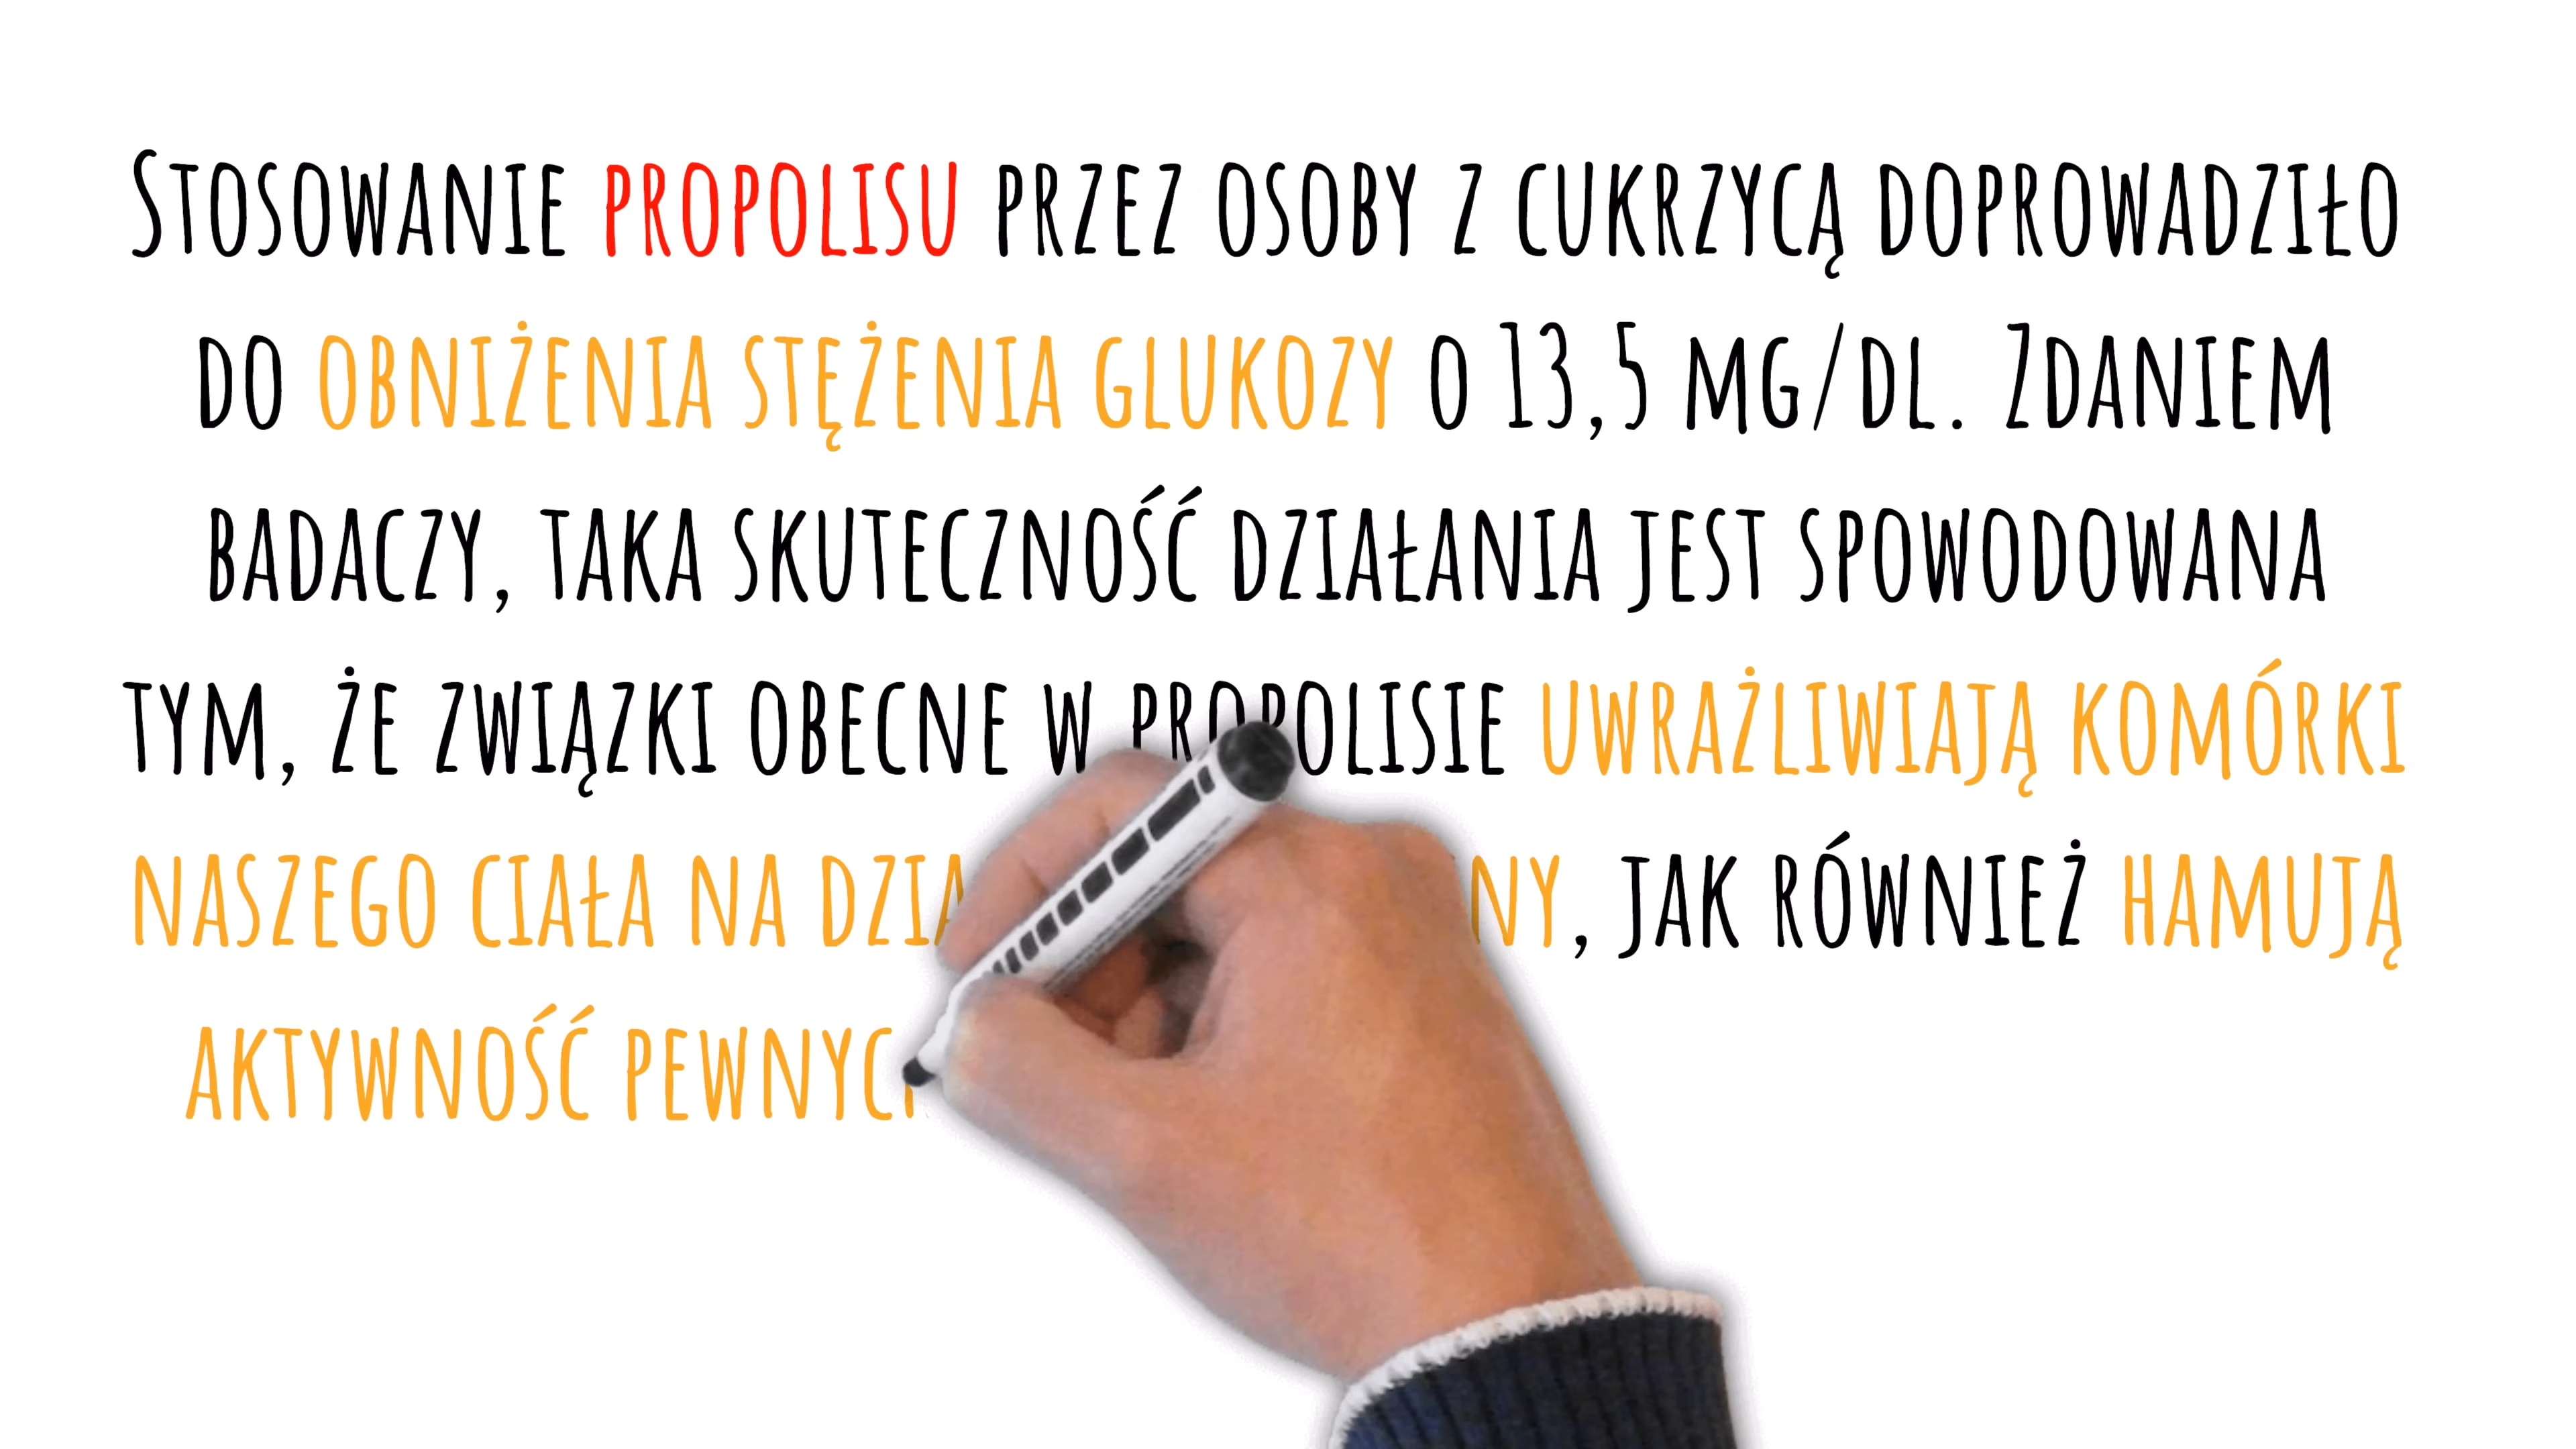 Stosowanie propolisu przez osoby z cukrzycą doprowadziło
do obniżenia stężenia glukozy o 13,5 mg/dl. Zdaniem
badaczy, taka skuteczność działania jest spowodowana
tym, że związki obecne w propolisie uwrażliwiają komórki
naszego ciała na , jak również hamują
aktywność pewnych